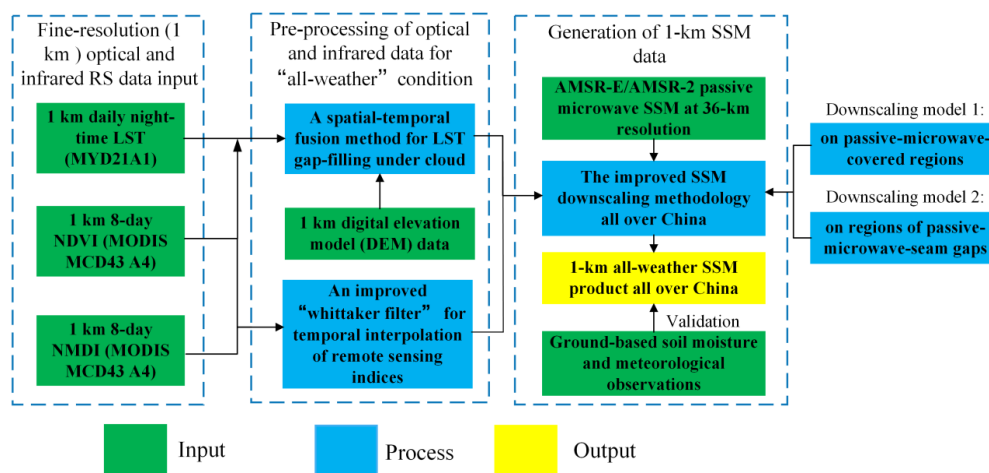 Fine-resolution (1
km ) optical and
infrared RS data input
1 km daily night-
time LST
(MYD21A1)
1 km 8-day
NDVI (MODIS
MCD43 A4)
1 km 8-day
NMDI (MODIS
MCD43 A4)
Pre-processing of optical
and infrared data for
“all-weather” condition
A spatial-temporal
fusion method for LST
gap-filling under cloud
1 km digital elevation
model (DEM) data
An improved
“whittaker filter” for
temporal interpolation
of remote sensing
indices
Generation of 1-km SSM
data
AMSR-E/AMSR-2 passive
microwave SSM at 36-km
resolution
The improved SSM
downscaling methodology
all over China
1-km all-weather SSM
product all over China
Validation
Ground-based soil moisture
and meteorological
observations
Downscaling model 1:
on passive-microwave-
covered regions
Downscaling model 2:
on regions of passive-
microwave-seam gaps
Input
Process
Output